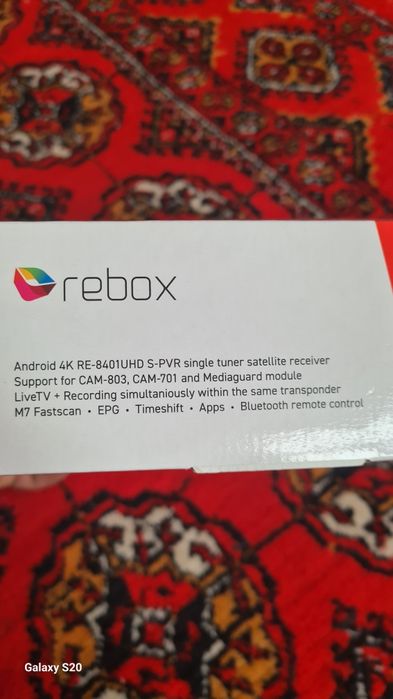 rebox
Android 4K RE-8401UHD S-PVR single tuner satellite receiver
Support for CAM-803, CAM-701 and Mediaguard module
LiveTV + Recording simultaniously within the same transponder
M7 Fastscan • EPG • Timeshift • Apps • Bluetooth remote control
Galaxy S20